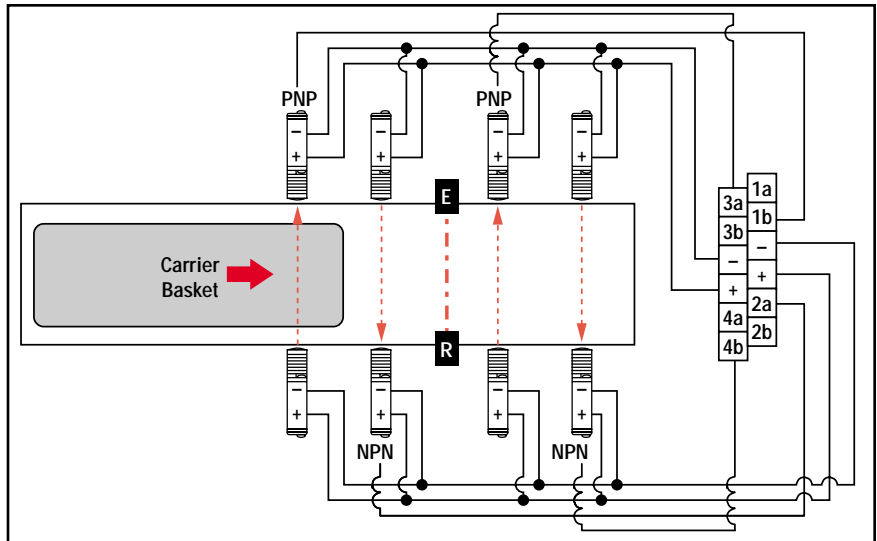 PNP
PNP
−
−
−
−
+
+
+
+
E
1a
3a
1b
3b
−
−
+
+
2a
4a
2b
4b
Carrier
Basket
R
−
−
−
−
+
+
+
+
NPN
NPN